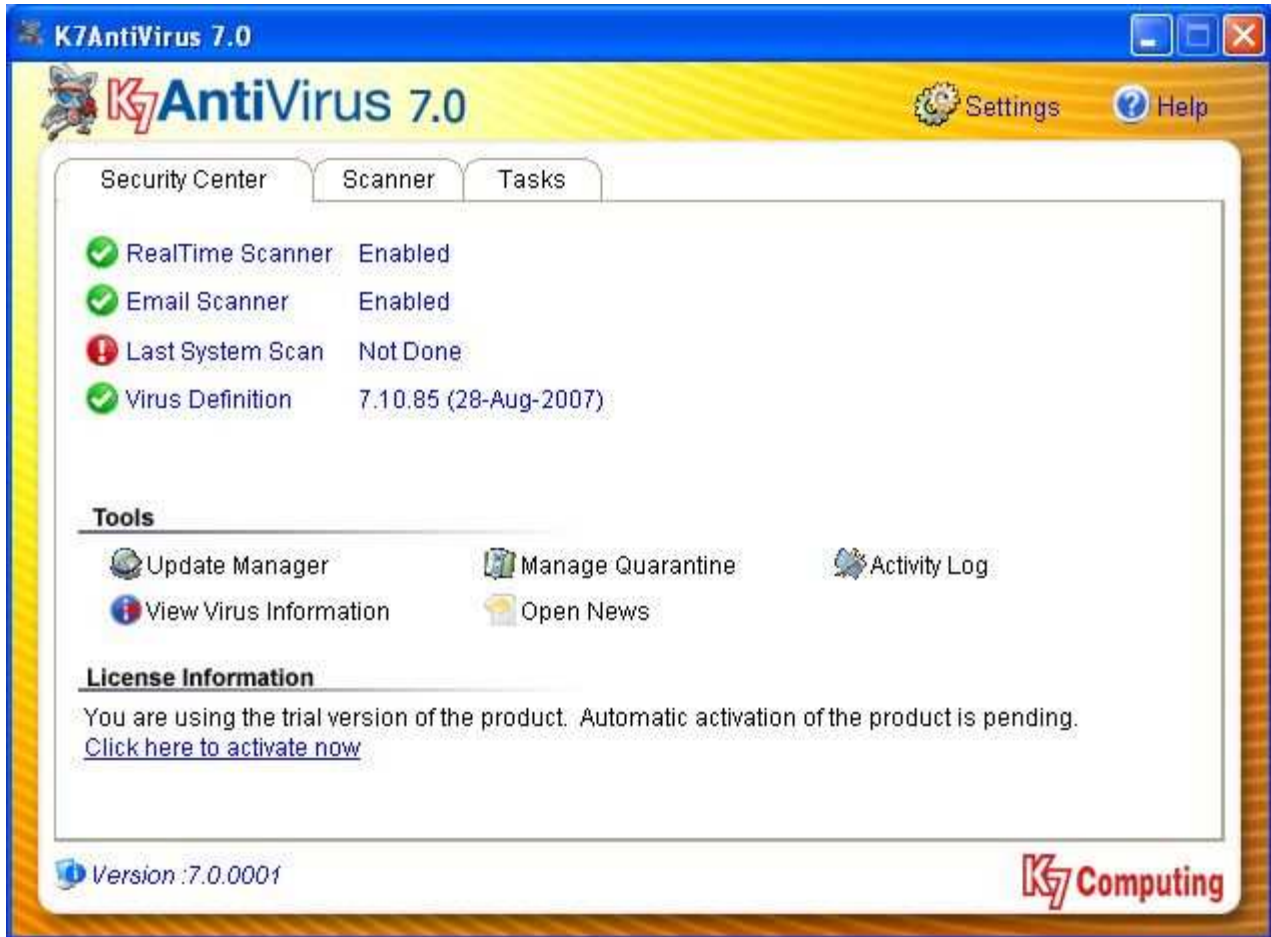 K7AntiVirus 7.0
K7AntiVirus 7.0
Settings
Help
Security Center
Scanner
Tasks
RealTime Scanner Enabled
Email Scanner Enabled
Last System Scan Not Done
Virus Definition 7.10.85 (28-Aug-2007)
Tools
Update Manager
Manage Quarantine
Activity Log
View Virus Information
Open News
License Information
You are using the trial version of the product. Automatic activation of the product is pending.
Click here to activate now
Version :7.0.0001
K7 Computing